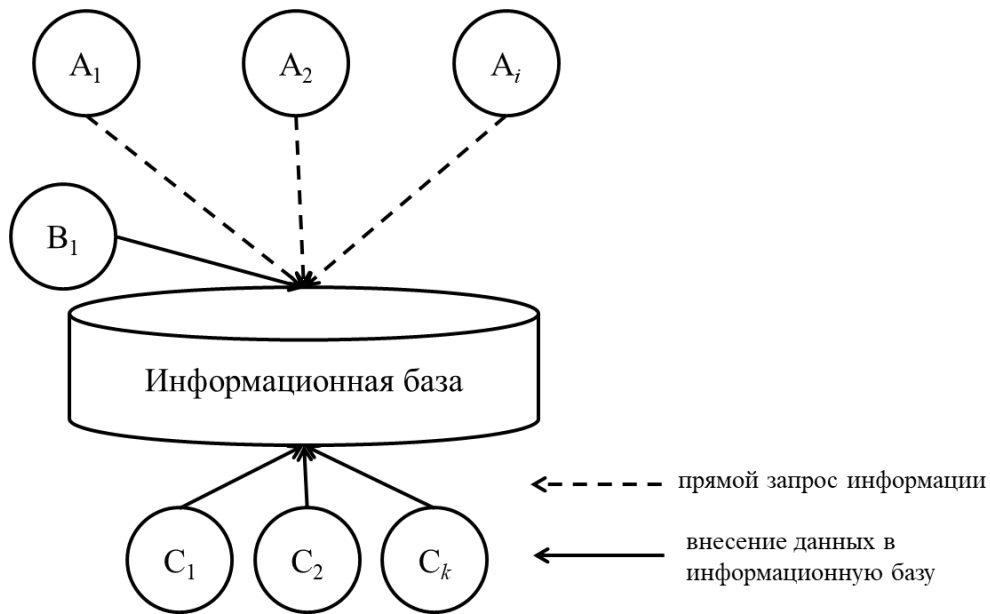 A₁ A₂ Aᵢ
B₁
Информационная база
прямой запрос информации
C₁ C₂ Cₖ
внесение данных в
информационную базу